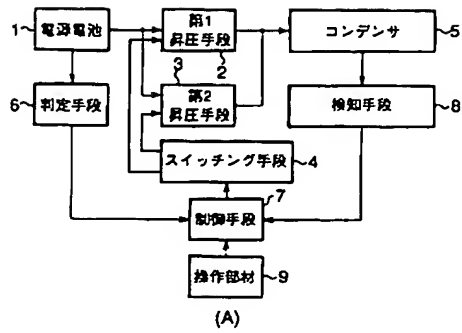 1
電源電池
第1
昇圧手段
2
コンデンサ
5
3
第2
昇圧手段
6
判定手段
検知手段
8
スイッチング手段
4
7
制御手段
操作部材
9
(A)